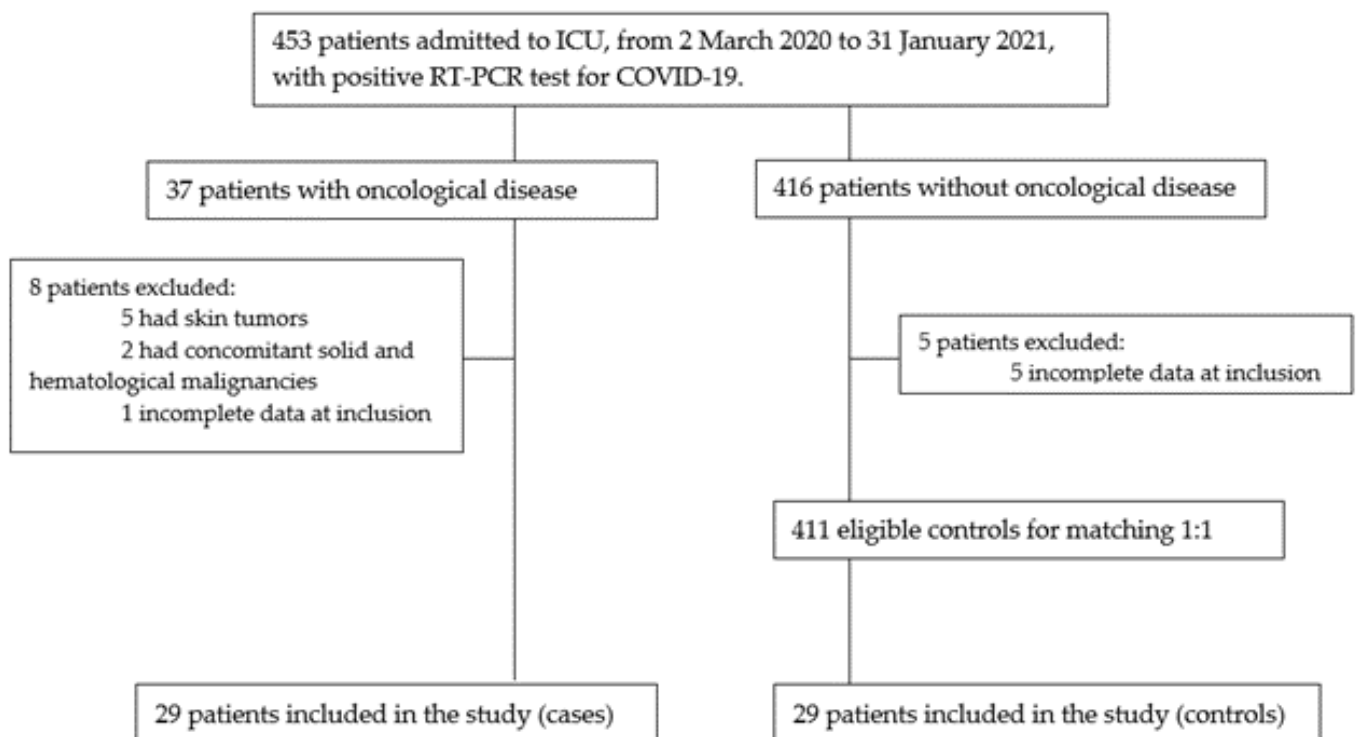 453 patients admitted to ICU, from 2 March 2020 to 31 January 2021,
with positive RT-PCR test for COVID-19.
37 patients with oncological disease
416 patients without oncological disease
8 patients excluded:
5 had skin tumors
2 had concomitant solid and
hematological malignancies
1 incomplete data at inclusion
5 patients excluded:
5 incomplete data at inclusion
411 eligible controls for matching 1:1
29 patients included in the study (cases)
29 patients included in the study (controls)